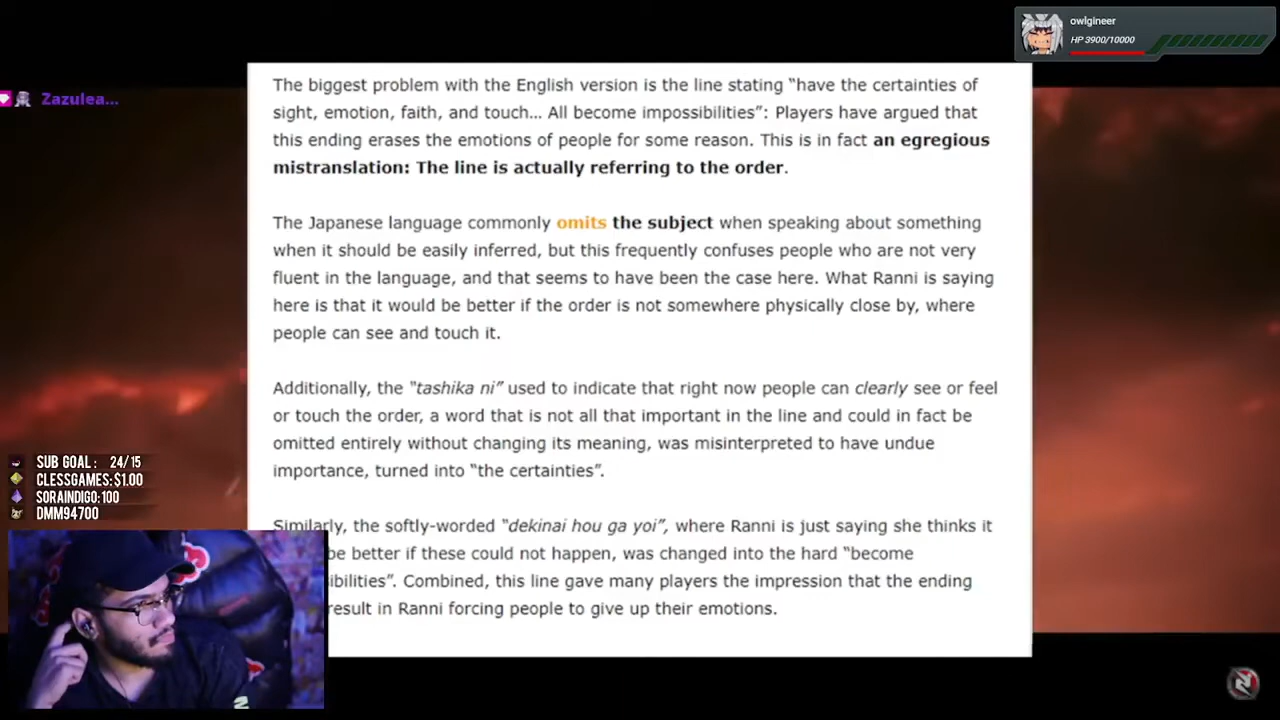 owlgineer
HP 3900/10000
Zazulea...
The biggest problem with the English version is the line stating “have the certainties of
sight, emotion, faith, and touch... All become impossibilities”: Players have argued that
this ending erases the emotions of people for some reason. This is in fact an egregious
mistranslation: The line is actually referring to the order.
The Japanese language commonly omits the subject when speaking about something
when it should be easily inferred, but this frequently confuses people who are not very
fluent in the language, and that seems to have been the case here. What Ranni is saying
here is that it would be better if the order is not somewhere physically close by, where
people can see and touch it.
Additionally, the “tashika ni” used to indicate that right now people can clearly see or feel
or touch the order, a word that is not all that important in the line and could in fact be
omitted entirely without changing its meaning, was misinterpreted to have undue
importance, turned into “the certainties”.
Similarly, the softly-worded “dekinai hou ga yoi”, where Ranni is just saying she thinks it
be better if these could not happen, was changed into the hard “become
ibilities”. Combined, this line gave many players the impression that the ending
result in Ranni forcing people to give up their emotions.
SUB GOAL : 24/15
CLESSGAMES: $1.00
SORAINDIGO: 100
DMM94700